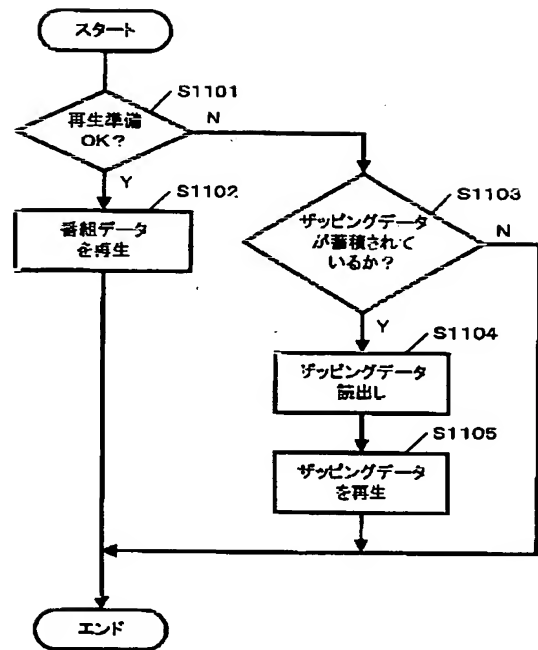 スタート
S1101
再生準備
OK?
N
Y
S1102
番組データ
を再生
S1103
ザッピングデータ
が蓄積されて
いるか?
N
Y
S1104
ザッピングデータ
読出し
S1105
ザッピングデータ
を再生
エンド